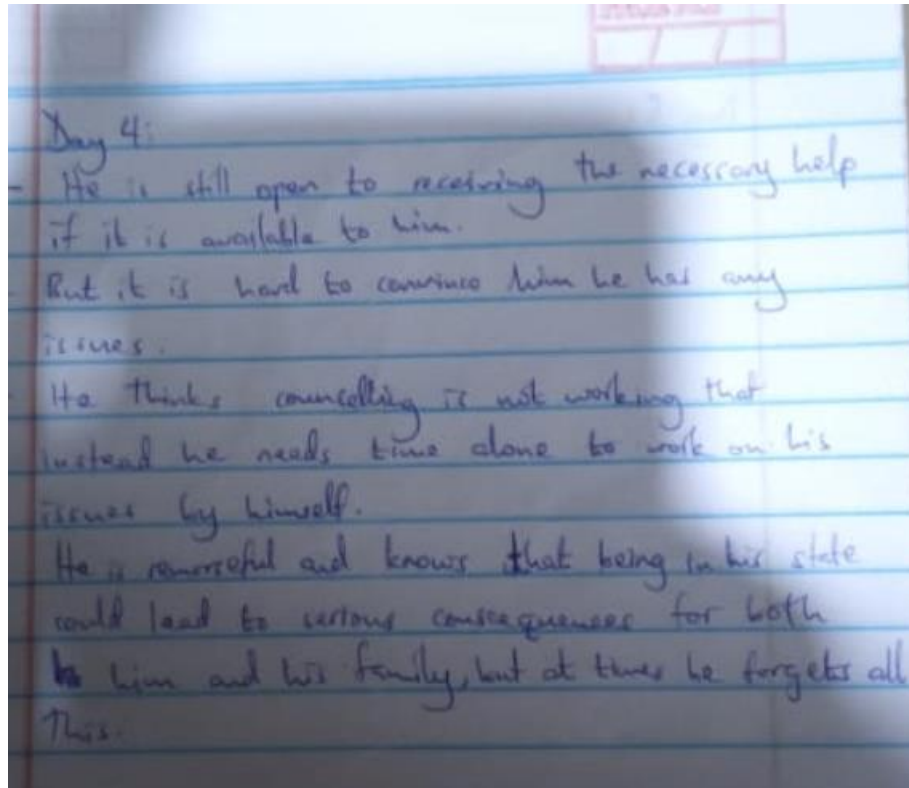 Day 4:
- He is still open to receiving the necessary help
if it is available to him.
- But it is hard to convince him he has any
issues.
He thinks councelling is not working that
instead he needs time alone to work on his
issues by himself.
He is remorseful and knows that being in his state
could lead to serious consequences for both
him and his family, but at times he forgets all
This.